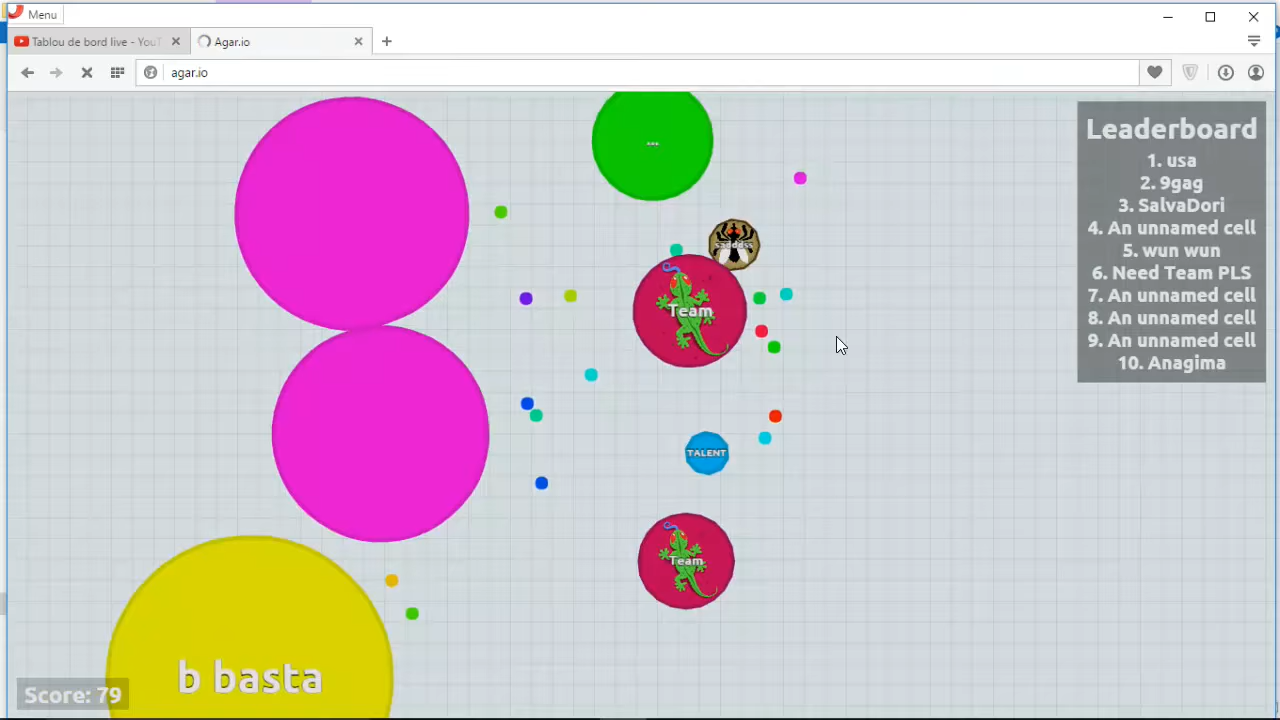 Menu
Tablou de bord live - YouT
Agar.io
agar.io
Leaderboard
1. usa
2. 9gag
3. SalvaDori
4. An unnamed cell
5. wun wun
6. Need Team PLS
7. An unnamed cell
8. An unnamed cell
9. An unnamed cell
10. Anagima
...
sadddss
Team
TALENT
Team
b basta
Score: 79